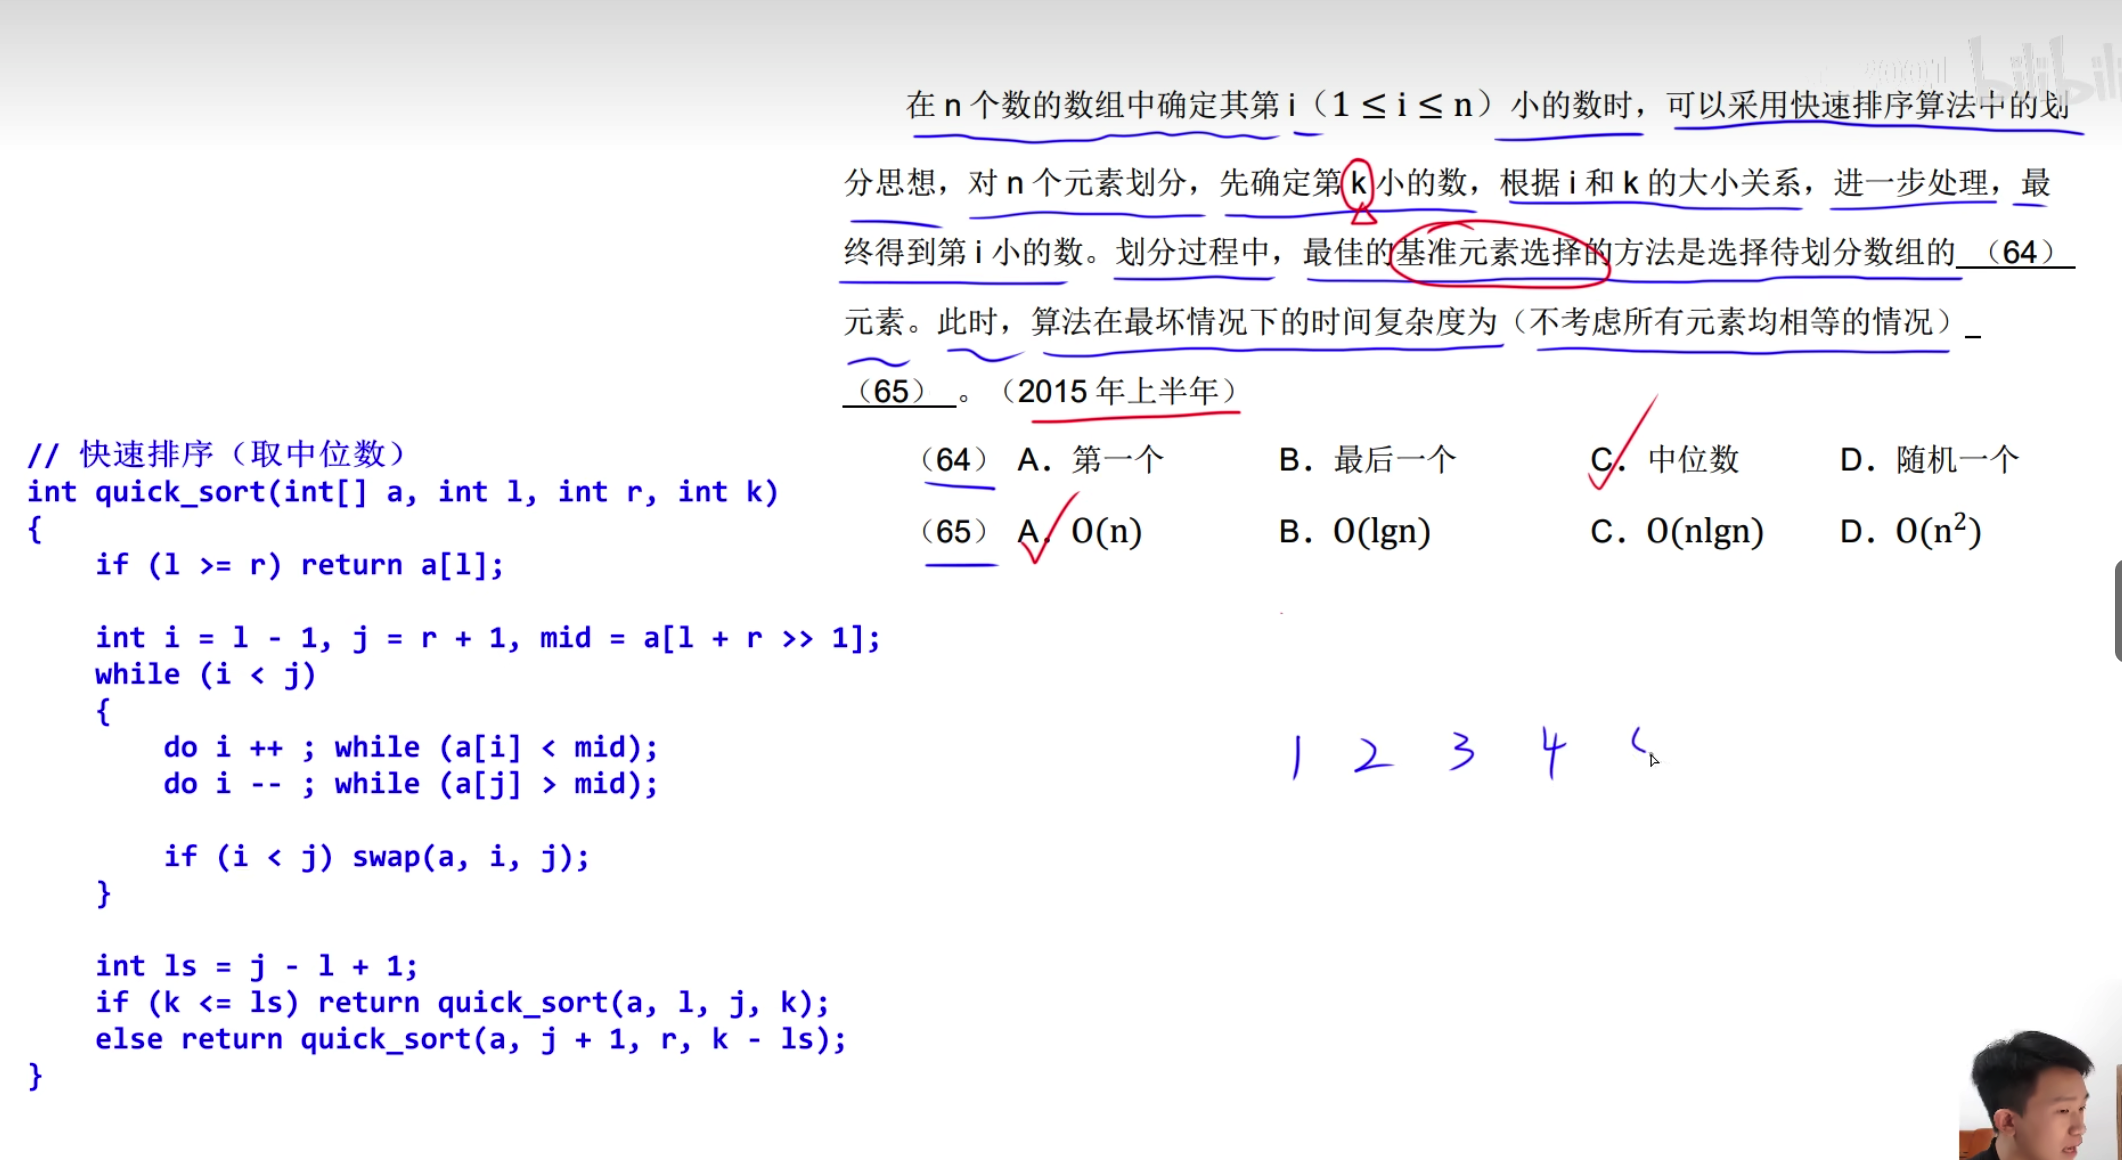 bilibili
在 n 个数的数组中确定其第 i（1 ≤ i ≤ n）小的数时，可以采用快速排序算法中的划
分思想，对 n 个元素划分，先确定第 k 小的数，根据 i 和 k 的大小关系，进一步处理，最
终得到第 i 小的数。划分过程中，最佳的基准元素选择的方法是选择待划分数组的 （64）
元素。此时，算法在最坏情况下的时间复杂度为（不考虑所有元素均相等的情况）_
（65） 。（2015 年上半年）
（64） A. 第一个 B. 最后一个 C. 中位数 D. 随机一个
（65） A. O(n) B. O(lgn) C. O(nlgn) D. O(n²)
// 快速排序（取中位数）
int quick_sort(int[] a, int l, int r, int k)
{
if (l >= r) return a[l];
int i = l - 1, j = r + 1, mid = a[l + r >> 1];
while (i < j)
{
do i ++ ; while (a[i] < mid);
do i -- ; while (a[j] > mid);
if (i < j) swap(a, i, j);
}
int ls = j - l + 1;
if (k <= ls) return quick_sort(a, l, j, k);
else return quick_sort(a, j + 1, r, k - ls);
}
1 2 3 4